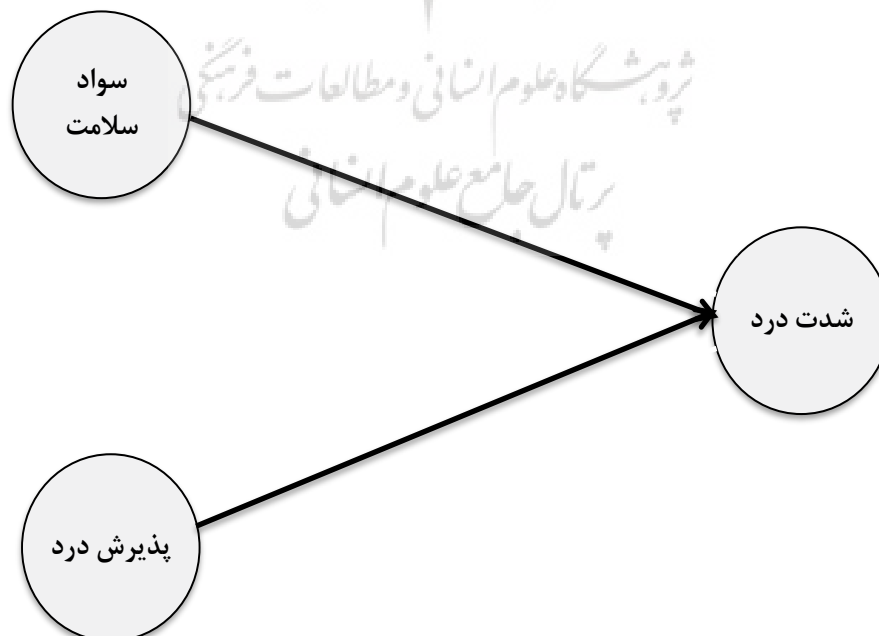 پژوهشگاه علوم انسانی و مطالعات فرهنگی
پرتال جامع علوم انسانی
سواد
سلامت
شدت درد
پذیرش درد